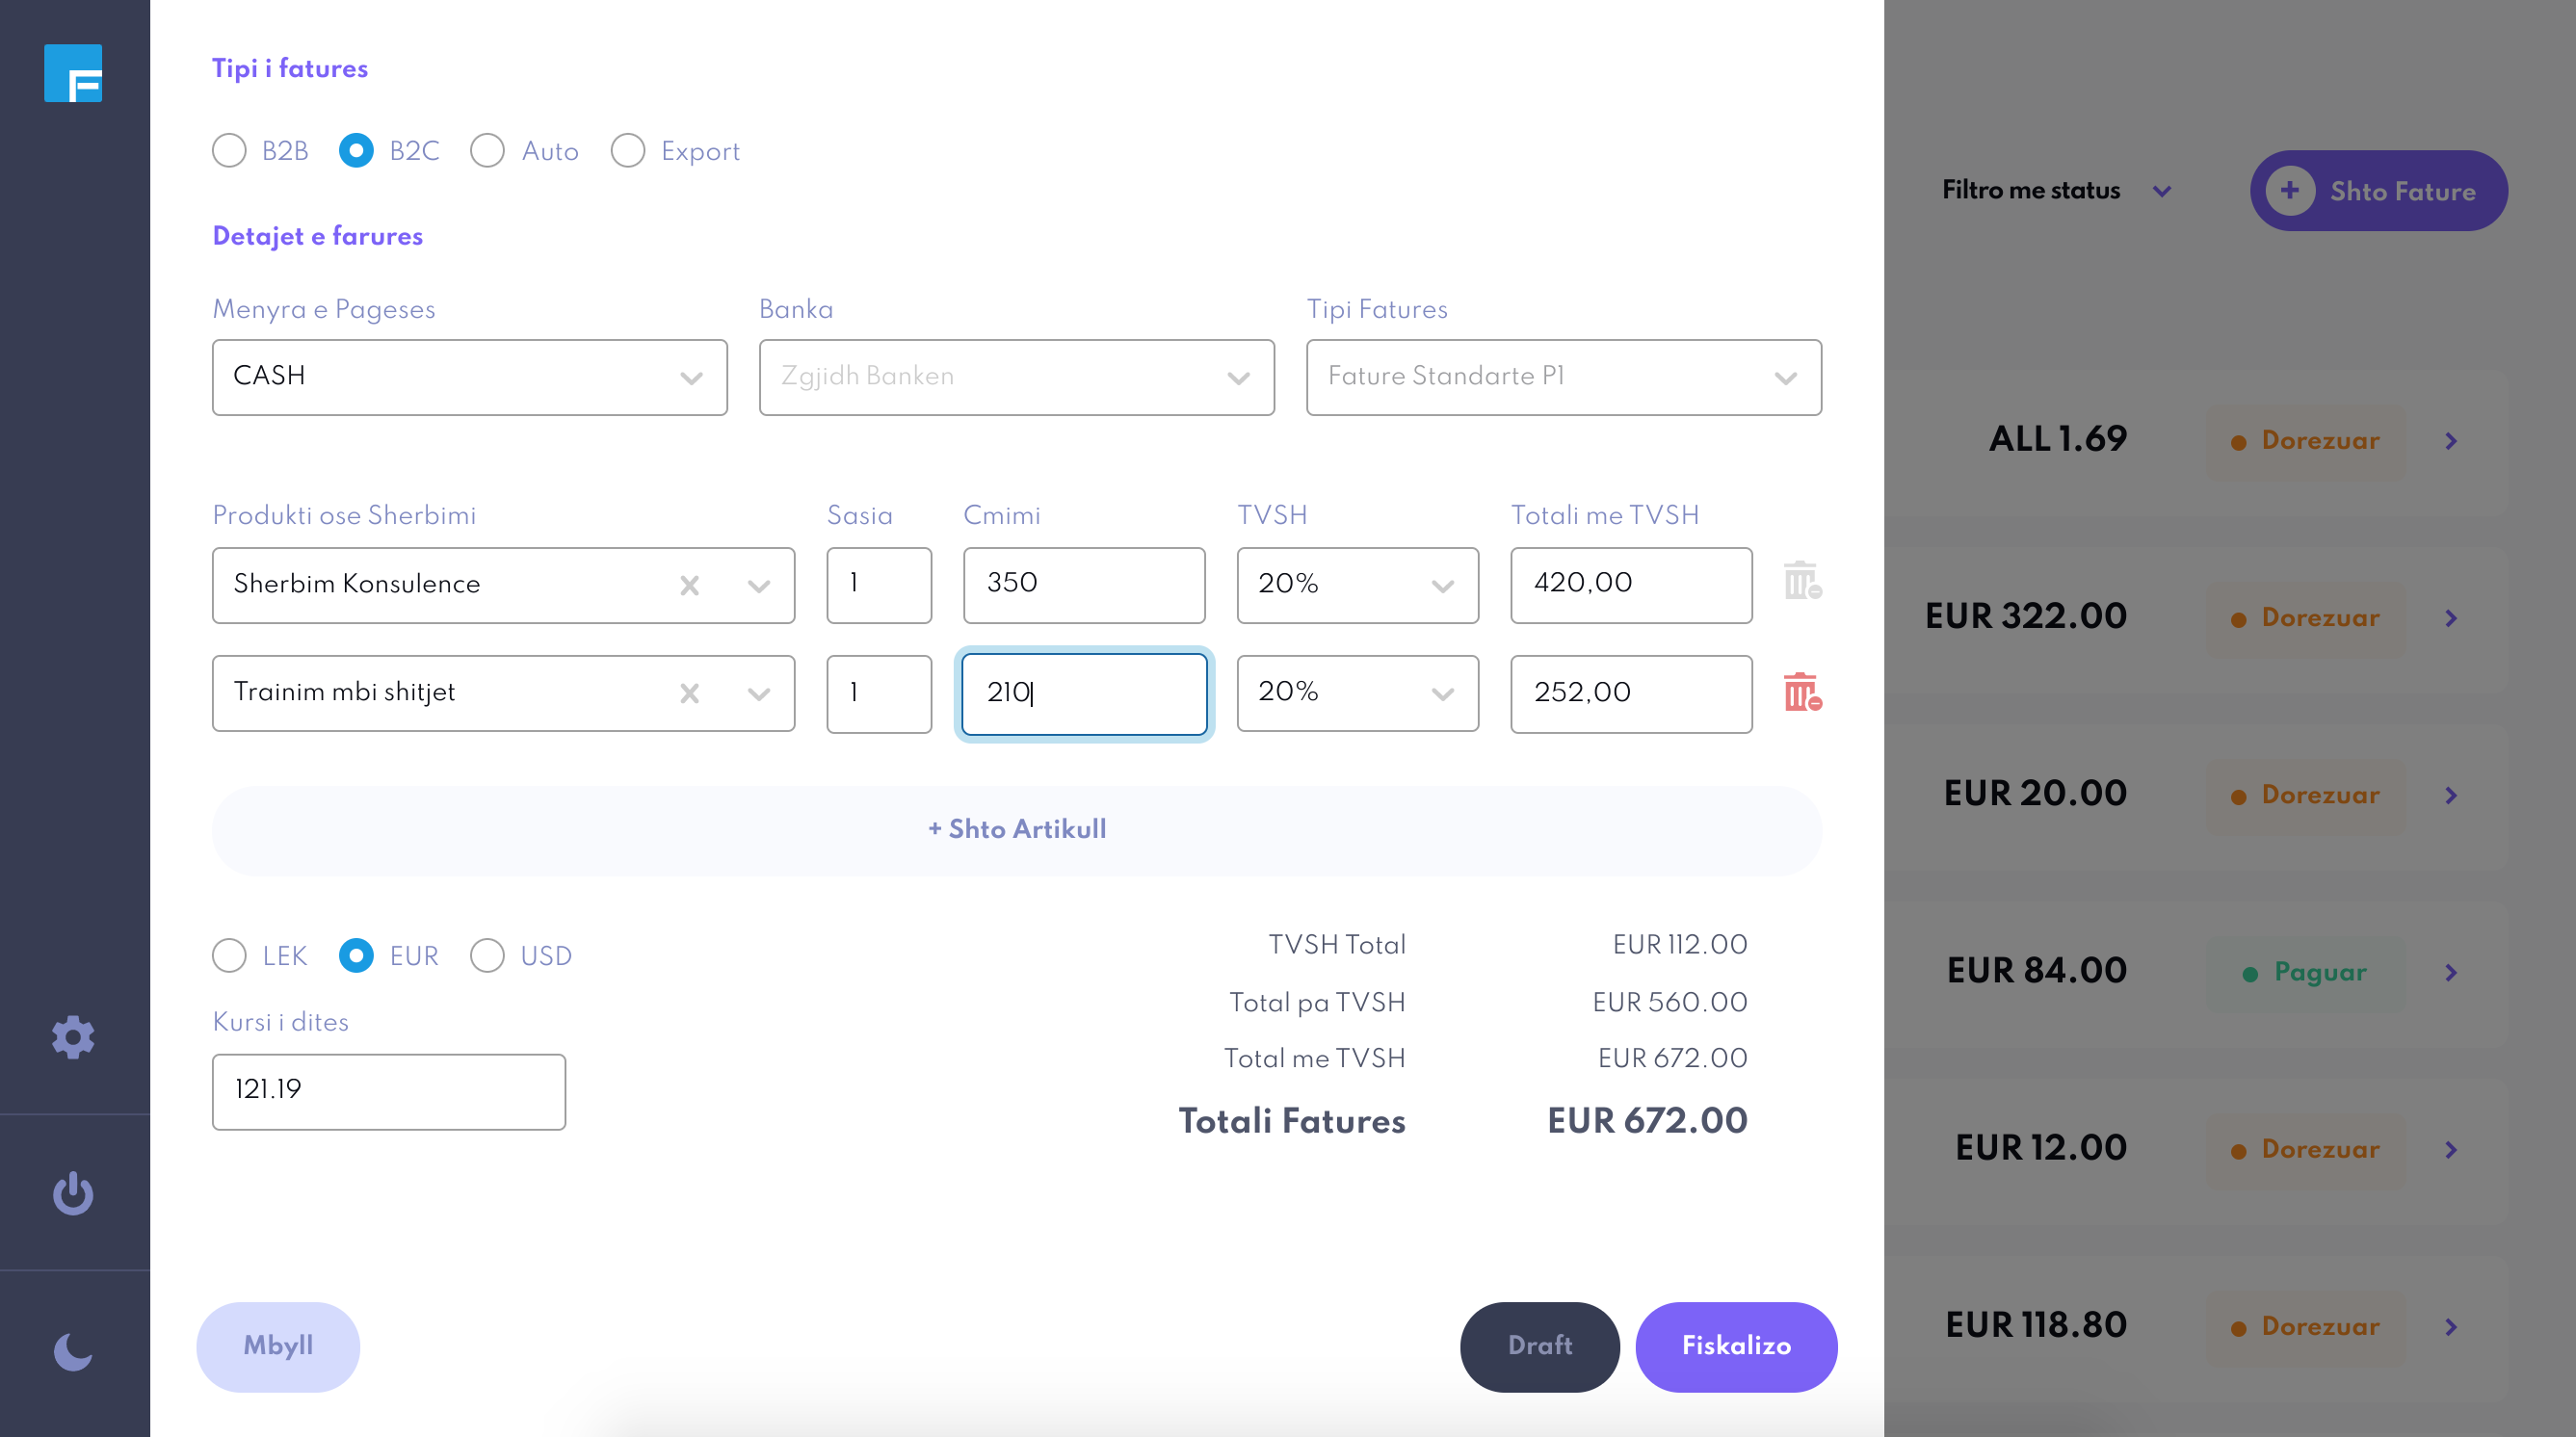 F
Tipi i fatures
B2B B2C Auto Export
Detajet e farures
Menyra e Pageses Banka Tipi Fatures
CASH Zgjidh Banken Fature Standarte P1
Produkti ose Sherbimi Sasia Cmimi TVSH Totali me TVSH
Sherbim Konsulence 1 350 20% 420,00
Trainim mbi shitjet 1 210 20% 252,00
+ Shto Artikull
LEK EUR USD
Kursi i dites
121.19
TVSH Total EUR 112.00
Total pa TVSH EUR 560.00
Total me TVSH EUR 672.00
Totali Fatures EUR 672.00
Mbyll Draft Fiskalizo
Filtro me status + Shto Fature
ALL 1.69 Dorezuar
EUR 322.00 Dorezuar
EUR 20.00 Dorezuar
EUR 84.00 Paguar
EUR 12.00 Dorezuar
EUR 118.80 Dorezuar